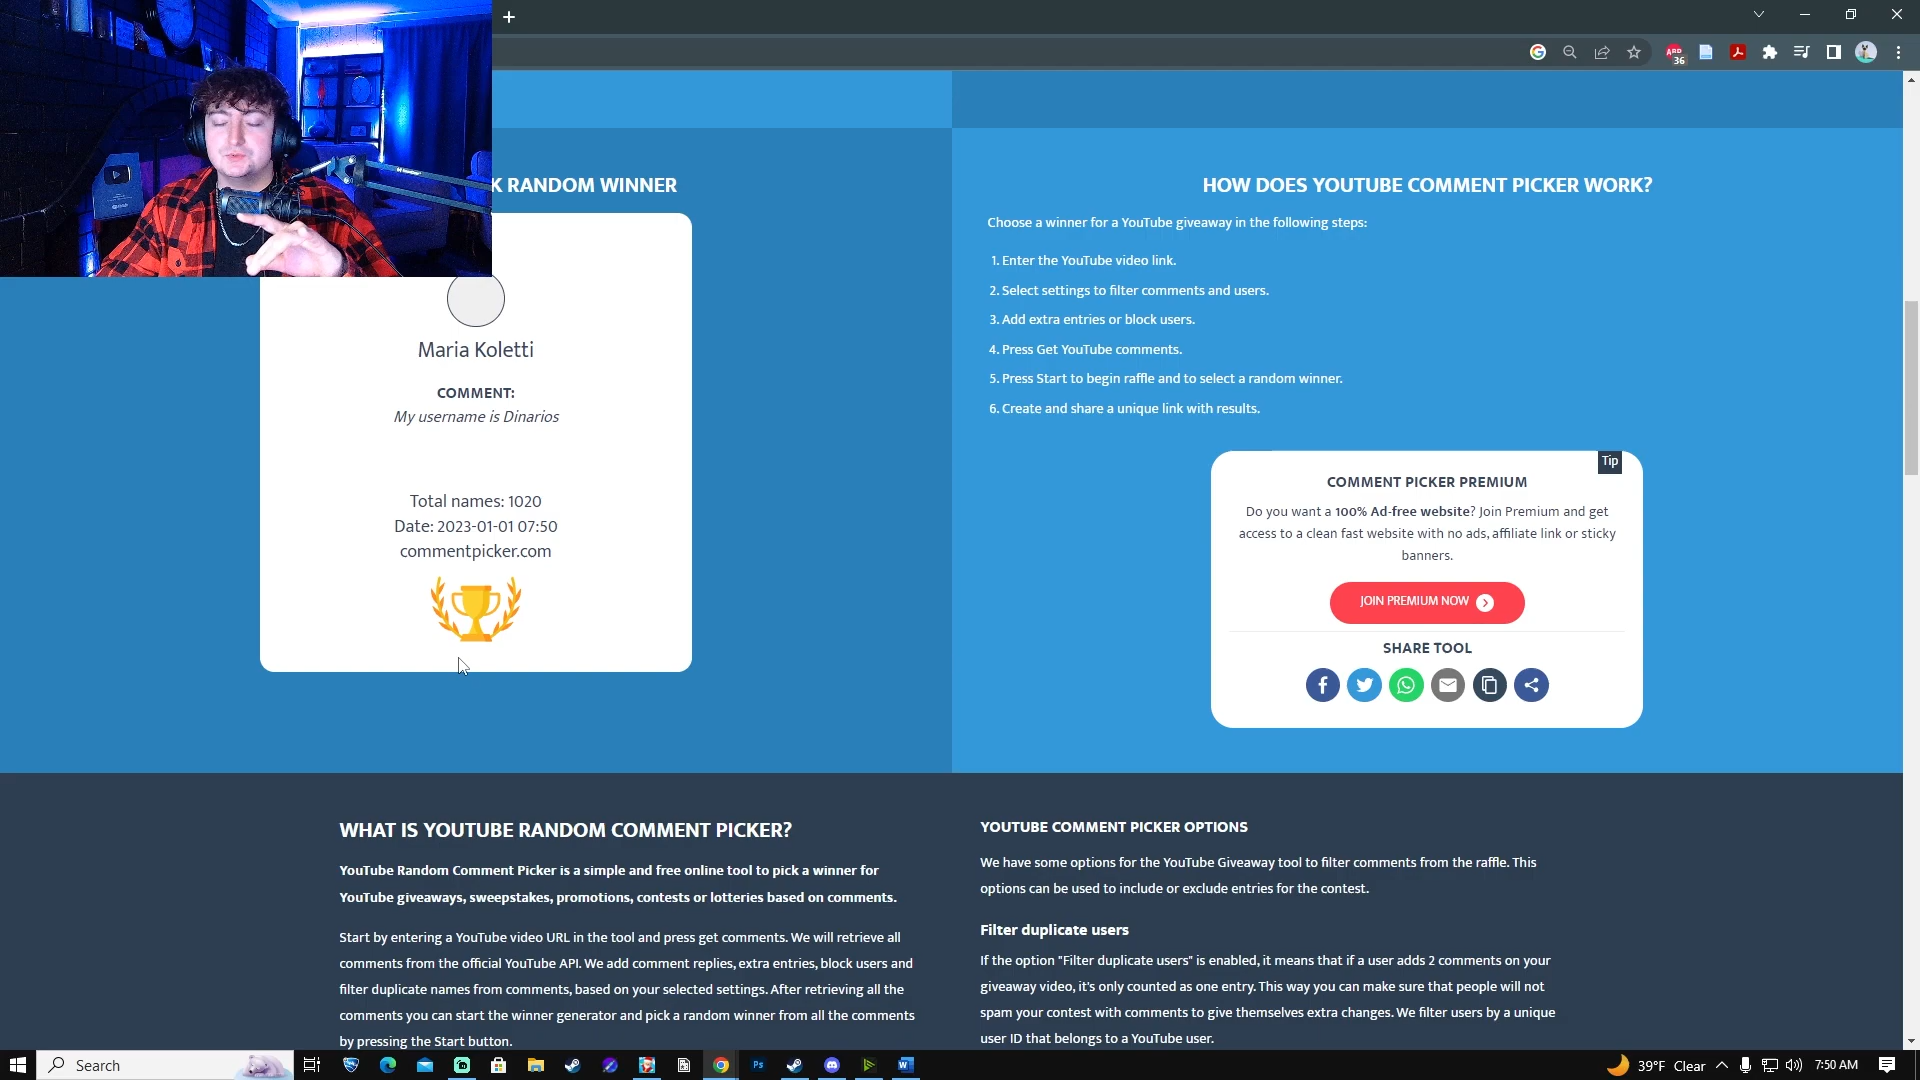 K RANDOM WINNER
Maria Koletti
COMMENT:
My username is Dinarios
Total names: 1020
Date: 2023-01-01 07:50
commentpicker.com
HOW DOES YOUTUBE COMMENT PICKER WORK?
Choose a winner for a YouTube giveaway in the following steps:
1. Enter the YouTube video link.
2. Select settings to filter comments and users.
3. Add extra entries or block users.
4. Press Get YouTube comments.
5. Press Start to begin raffle and to select a random winner.
6. Create and share a unique link with results.
Tip
COMMENT PICKER PREMIUM
Do you want a 100% Ad-free website? Join Premium and get
access to a clean fast website with no ads, affiliate link or sticky
banners.
JOIN PREMIUM NOW
SHARE TOOL
WHAT IS YOUTUBE RANDOM COMMENT PICKER?
YouTube Random Comment Picker is a simple and free online tool to pick a winner for
YouTube giveaways, sweepstakes, promotions, contests or lotteries based on comments.
Start by entering a YouTube video URL in the tool and press get comments. We will retrieve all
comments from the official YouTube API. We add comment replies, extra entries, block users and
filter duplicate names from comments, based on your selected settings. After retrieving all the
comments you can start the winner generator and pick a random winner from all the comments
by pressing the Start button.
YOUTUBE COMMENT PICKER OPTIONS
We have some options for the YouTube Giveaway tool to filter comments from the raffle. This
options can be used to include or exclude entries for the contest.
Filter duplicate users
If the option "Filter duplicate users" is enabled, it means that if a user adds 2 comments on your
giveaway video, it's only counted as one entry. This way you can make sure that people will not
spam your contest with comments to give themselves extra changes. We filter users by a unique
user ID that belongs to a YouTube user.
ABP
36
Search
Ps
39°F Clear
7:50 AM